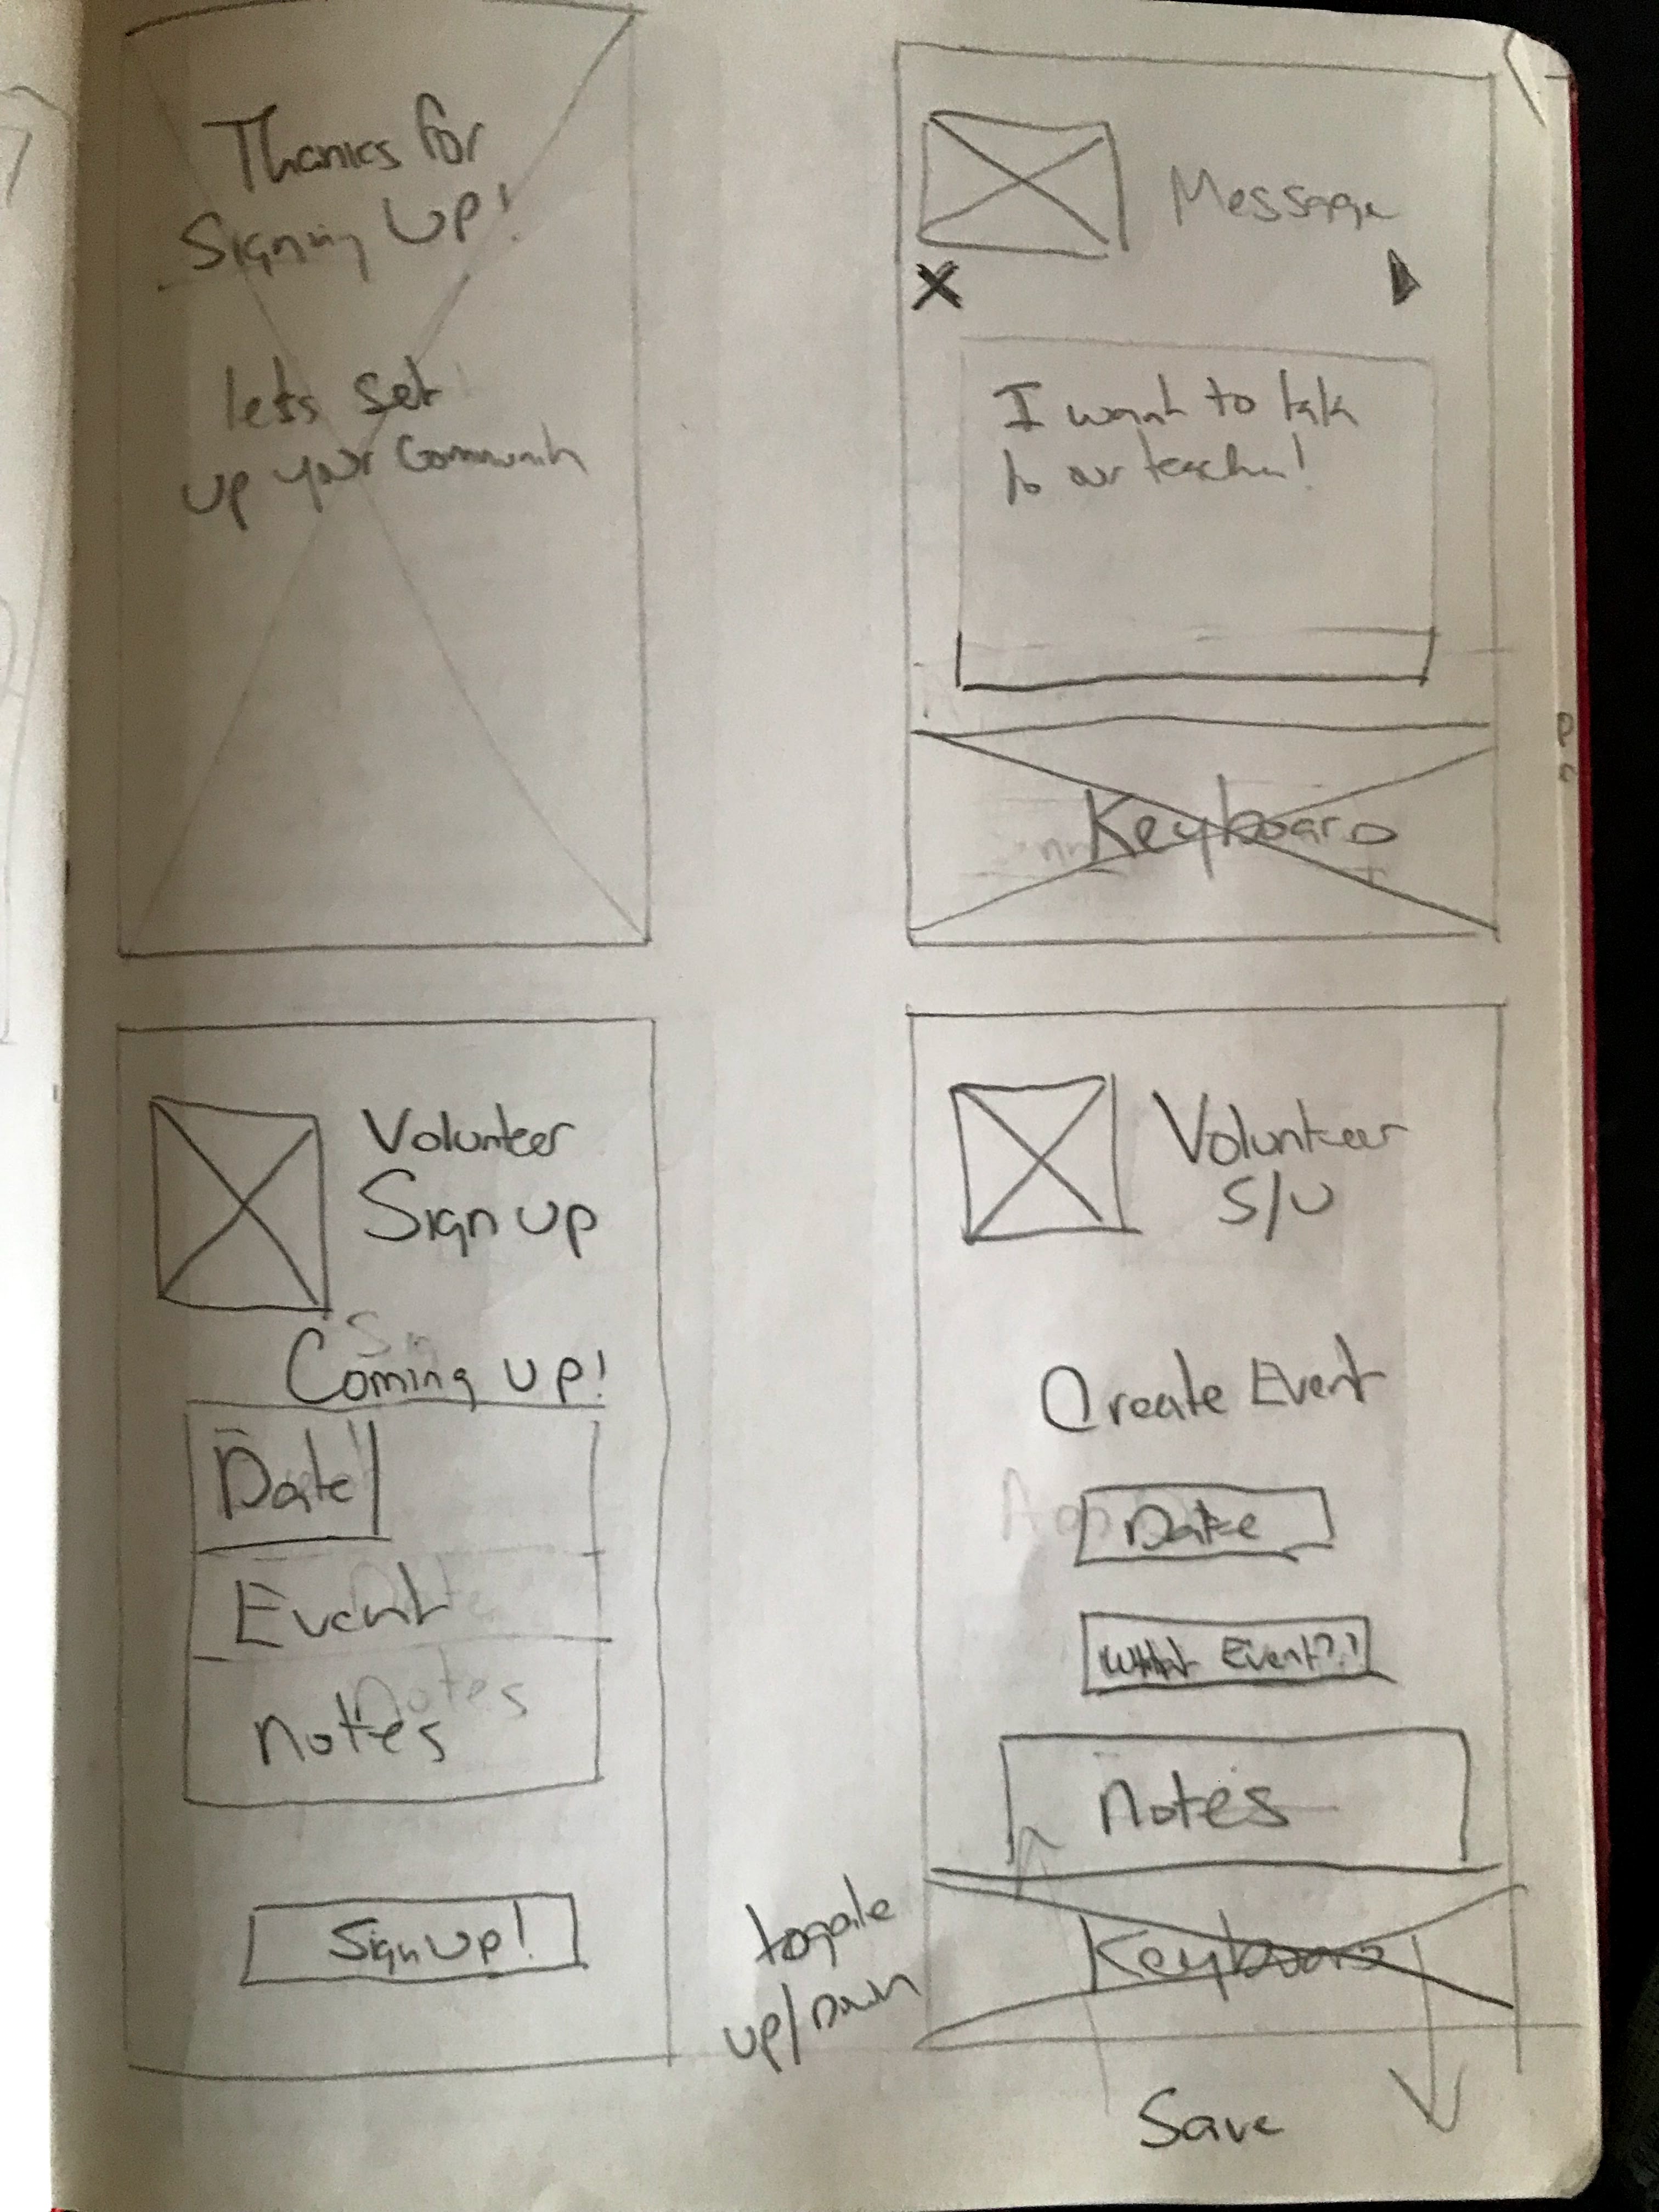 Thanks for
Signing Up!
lets set
up your Community
Message
I want to talk
to our teacher!
Keyboard
Volunteer
Sign up
Coming up!
Date
Event
Notes
Sign up!
Volunteer
S/U
Create Event
Date
What Event?!
Notes
Keyboard
toggle
up/Down
Save